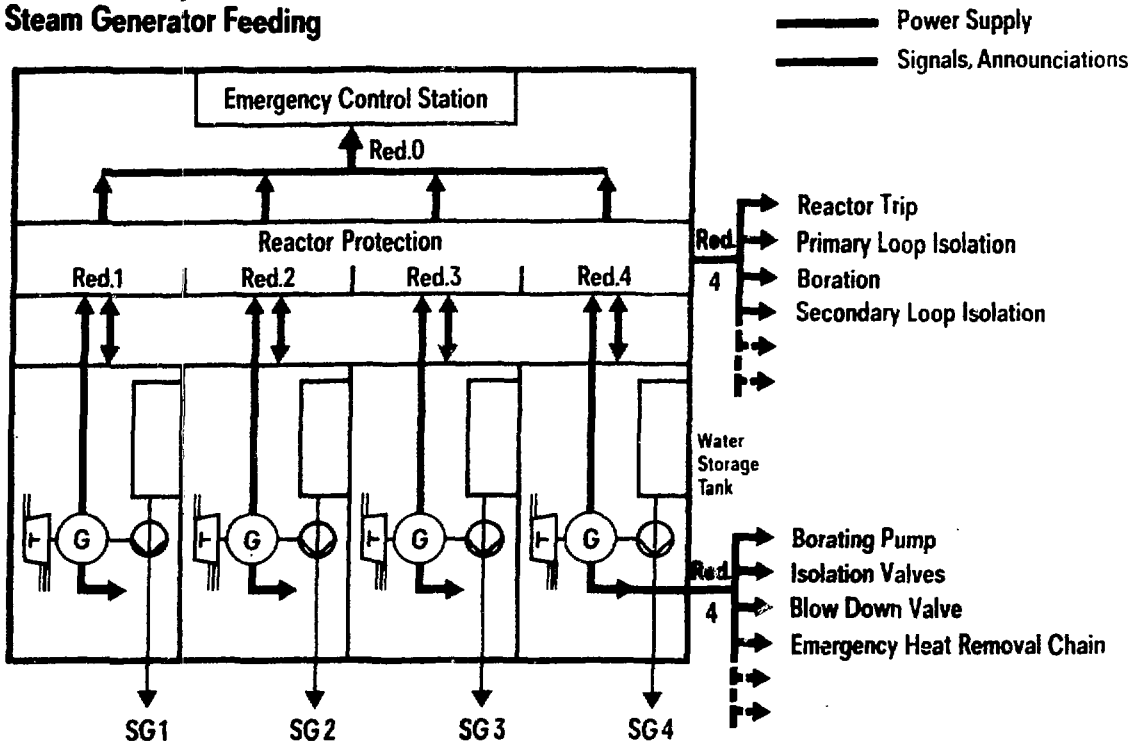 Steam Generator Feeding
Power Supply
Signals, Announciations
Emergency Control Station
Red.0
Reactor Protection
Red.1
Red.2
Red.3
Red.4
Red.
4
Reactor Trip
Primary Loop Isolation
Boration
Secondary Loop Isolation
Water
Storage
Tank
T
G
T
G
T
G
T
G
Red.
4
Borating Pump
Isolation Valves
Blow Down Valve
Emergency Heat Removal Chain
SG1
SG2
SG3
SG4